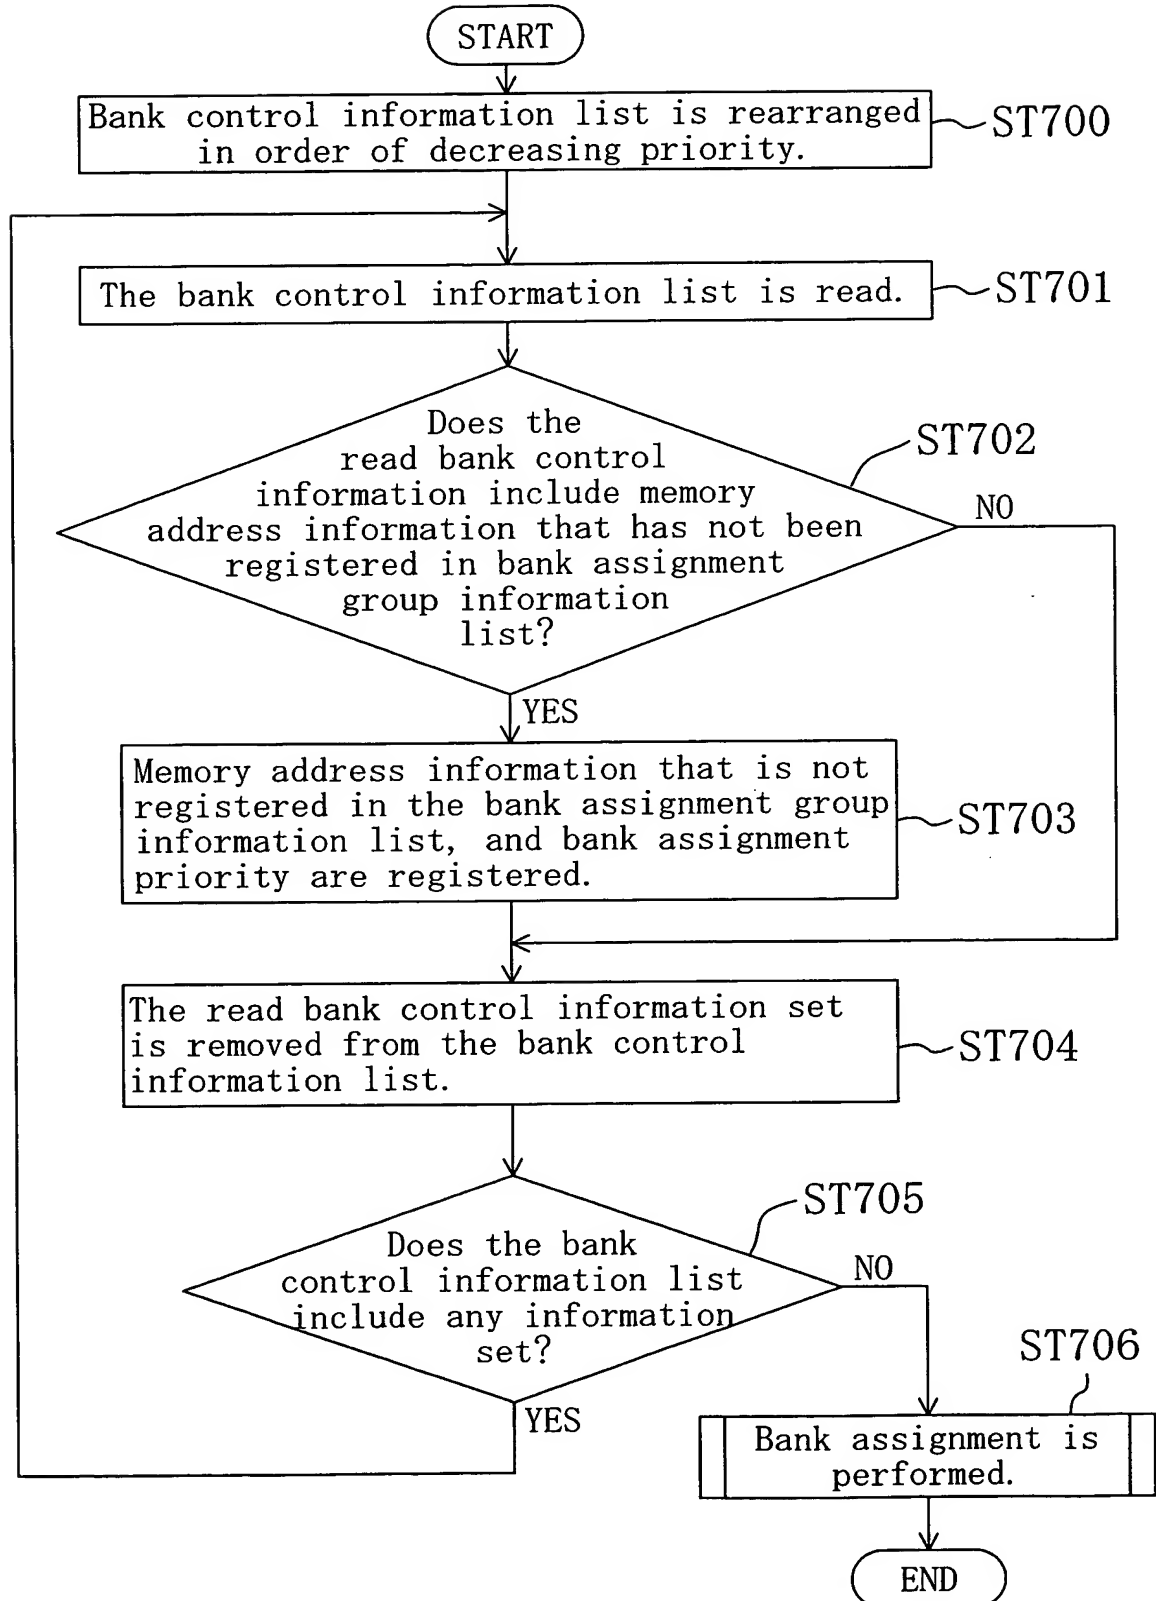 START
Bank control information list is rearranged
in order of decreasing priority.
ST700
The bank control information list is read.
ST701
Does the
read bank control
information include memory
address information that has not been
registered in bank assignment
group information
list?
ST702
NO
YES
Memory address information that is not
registered in the bank assignment group
information list, and bank assignment
priority are registered.
ST703
The read bank control information set
is removed from the bank control
information list.
ST704
Does the bank
control information list
include any information
set?
ST705
NO
YES
ST706
Bank assignment is
performed.
END